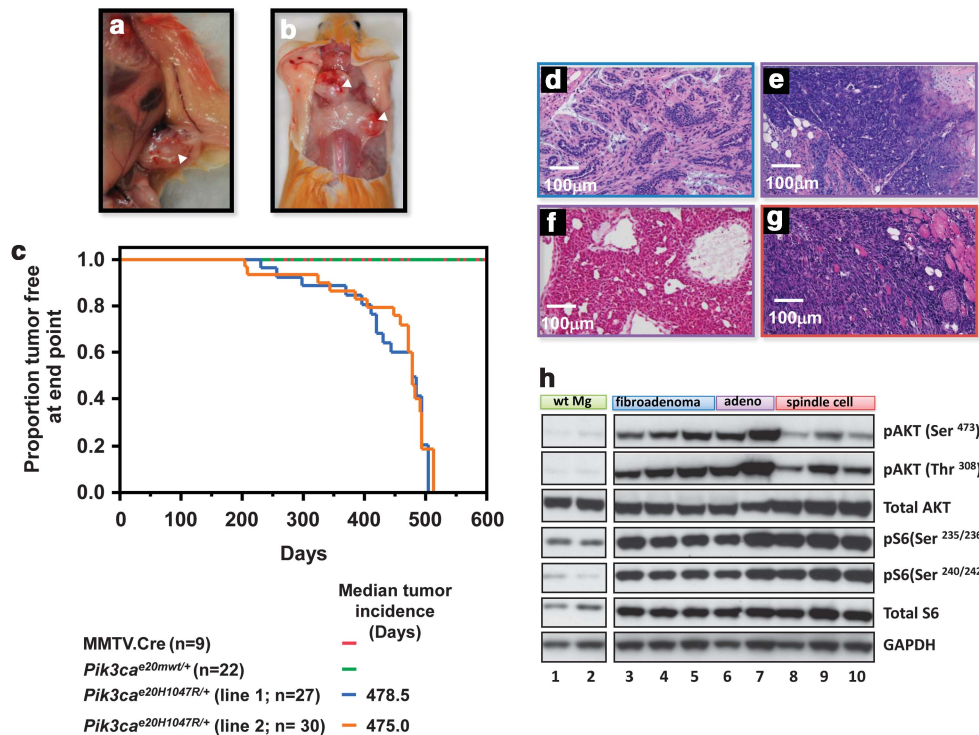 a
b
c
1.0
0.8
0.6
0.4
0.2
0.0
Proportion tumor free
at end point
0
200
300
400
500
600
Days
Median tumor
incidence
(Days)
MMTV.Cre (n=9)
Pik3ca^e20mwt/+ (n=22)
Pik3ca^e20H1047R/+ (line 1; n=27) 478.5
Pik3ca^e20H1047R/+ (line 2; n= 30) 475.0
d
100μm
e
100μm
f
100μm
g
100μm
h
wt Mg fibroadenoma adeno spindle cell
pAKT (Ser 473)
pAKT (Thr 308)
Total AKT
pS6(Ser 235/236
pS6(Ser 240/242
Total S6
GAPDH
1 2 3 4 5 6 7 8 9 10